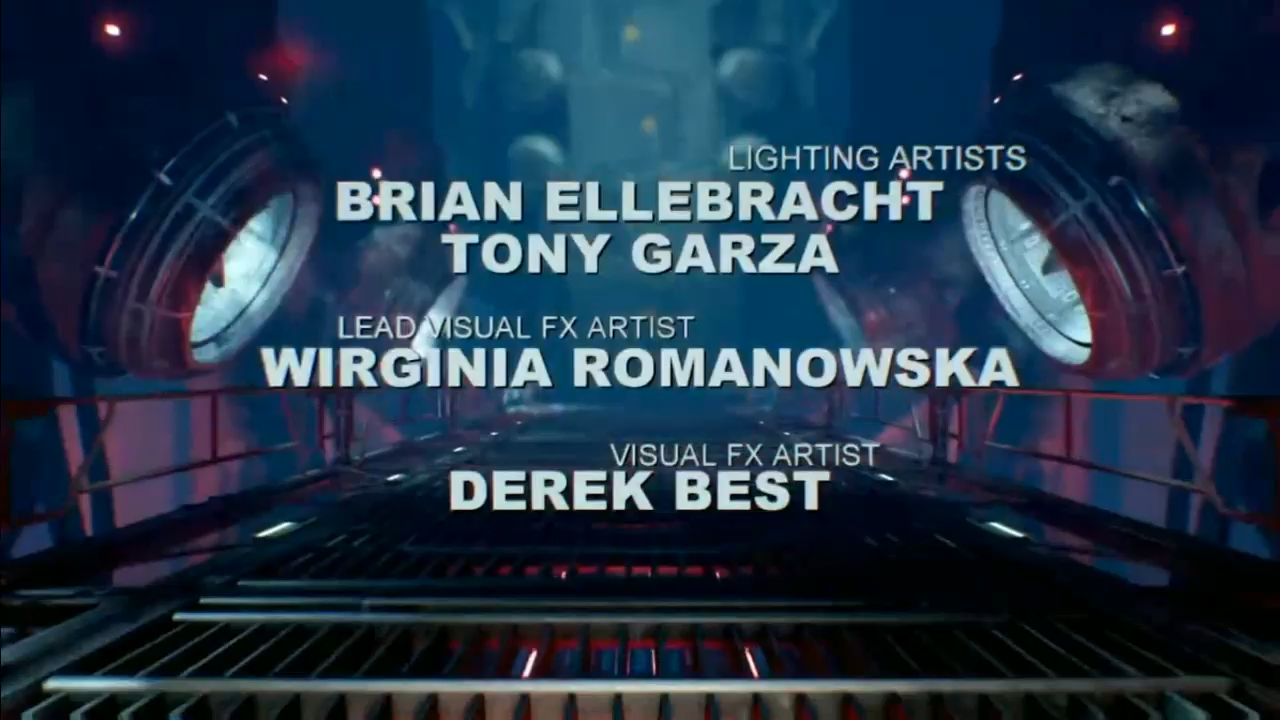 LIGHTING ARTISTS
BRIAN ELLEBRACHT
TONY GARZA
LEAD VISUAL FX ARTIST
WIRGINIA ROMANOWSKA
VISUAL FX ARTIST
DEREK BEST